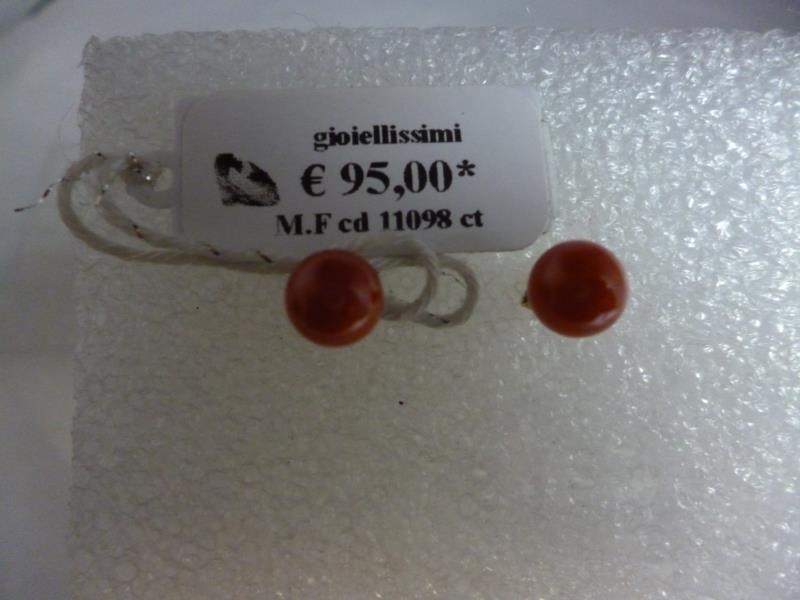 gioiellissimi
€ 95,00*
M.F cd 11098 ct